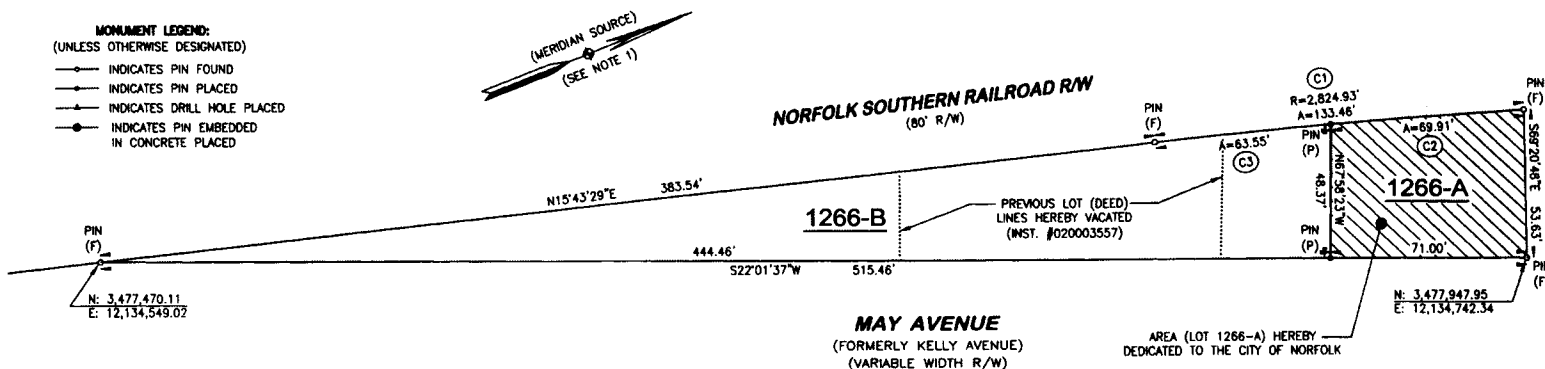 MONUMENT LEGEND:
(UNLESS OTHERWISE DESIGNATED)
INDICATES PIN FOUND
INDICATES PIN PLACED
INDICATES DRILL HOLE PLACED
INDICATES PIN EMBEDDED
IN CONCRETE PLACED
(MERIDIAN SOURCE)
(SEE NOTE 1)
NORFOLK SOUTHERN RAILROAD R/W
(80' R/W)
C1
R=2,824.93'
A=133.46'
PIN
(F)
PIN
(F)
A=63.55'
C3
PIN
(P)
A=69.91'
C2
S69°20'48"E
53.63'
N67°58'23"W
48.37'
1266-A
N15°43'29"E
383.54'
1266-B
PREVIOUS LOT (DEED)
LINES HEREBY VACATED
(INST. #020003557)
PIN
(F)
PIN
(P)
444.46'
71.00'
S22°01'37"W
515.46'
PIN
(F)
N: 3,477,470.11
E: 12,134,549.02
N: 3,477,947.95
E: 12,134,742.34
MAY AVENUE
(FORMERLY KELLY AVENUE)
(VARIABLE WIDTH R/W)
AREA (LOT 1266-A) HEREBY
DEDICATED TO THE CITY OF NORFOLK